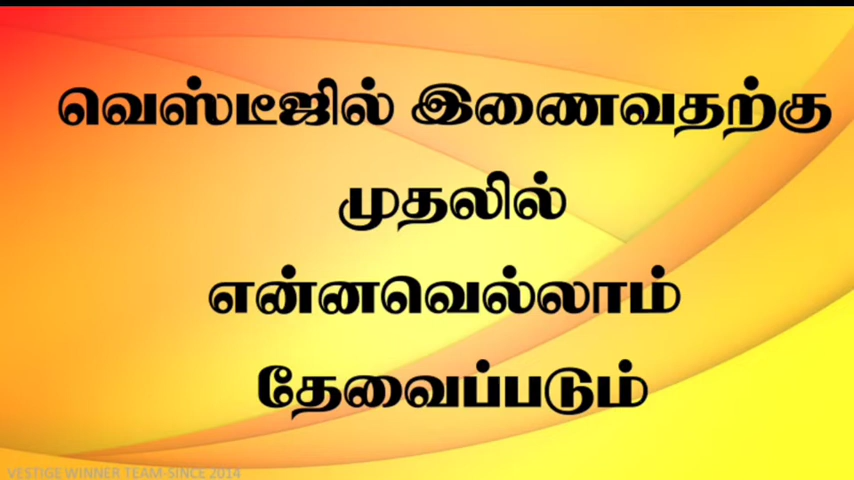 வெஸ்டீஜில் இணைவதற்கு
முதலில்
என்னவெல்லாம்
தேவைப்படும்
VESTIGE WINNER TEAM-SINCE 2014